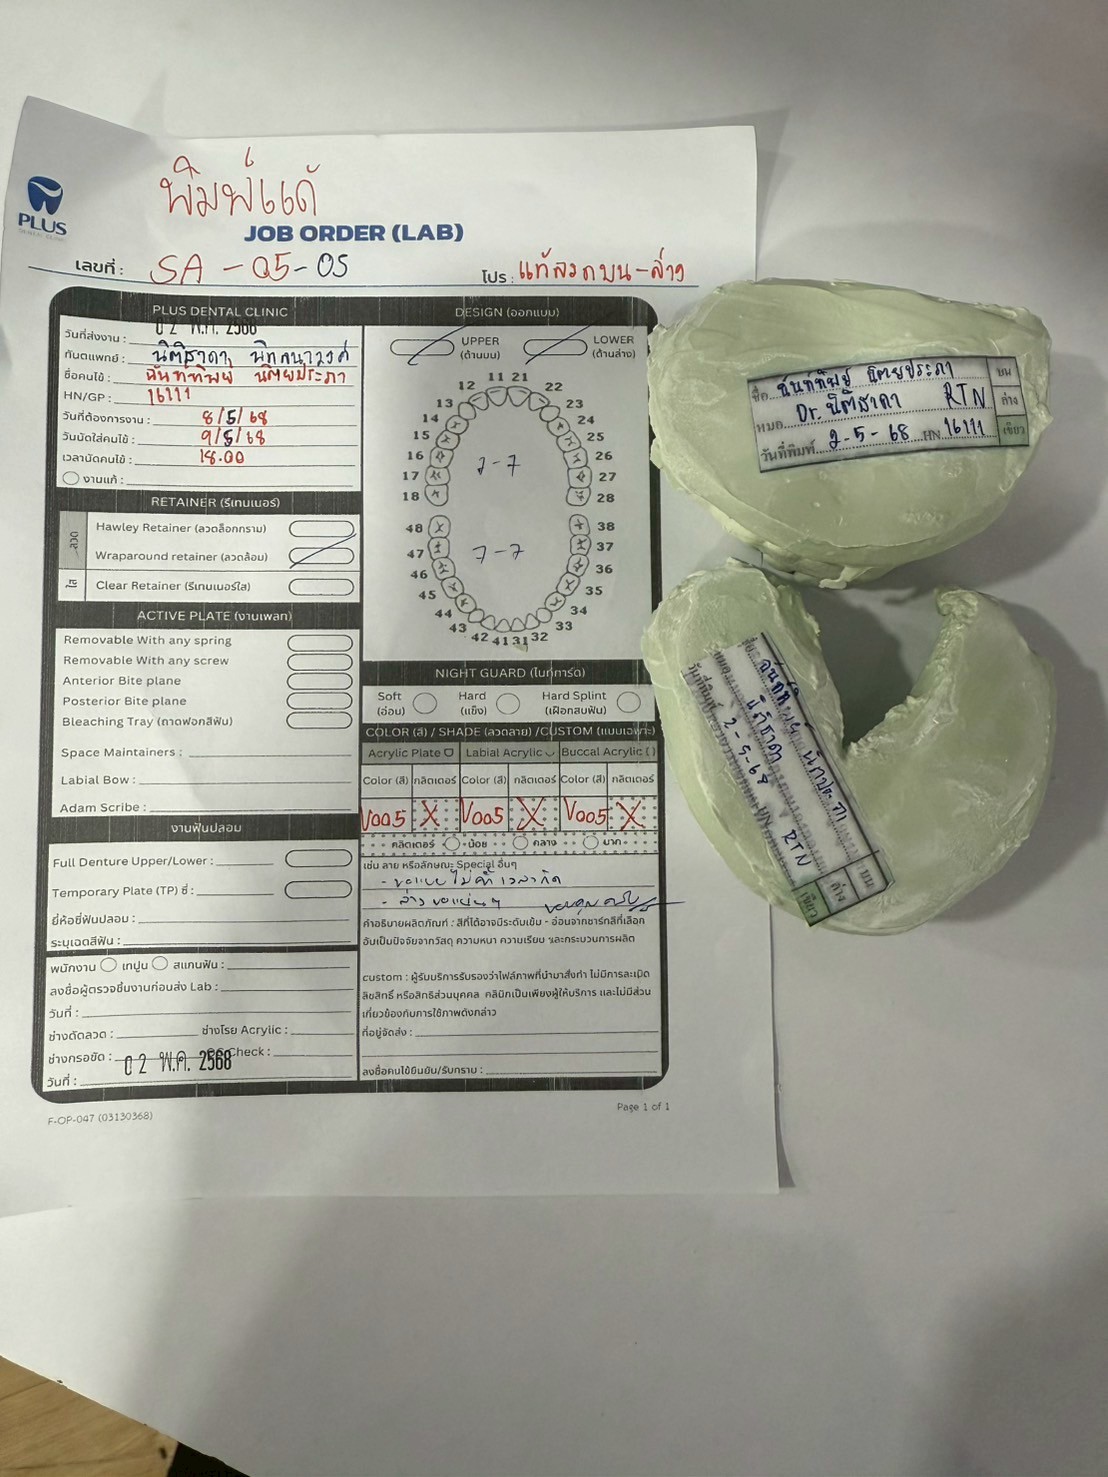 พิมพ์แต้
PLUS
DENTAL CLINIC
JOB ORDER (LAB)
เลขที่ : SA - 05 - 05
โปร :
PLUS DENTAL CLINIC
วันที่ส่งงาน : 02 พ.ค. 2568
ทันตแพทย์ : นิติธาดา
ชื่อคนไข้ : ฉันท์ทิพย์ นิตยประภา
HN/GP : 16111
วันที่ต้องการงาน : 8/5/68
วันนัดใส่คนไข้ : 9/5/68
เวลานัดคนไข้ : 18.00
งานแก้ :
RETAINER (รีเทนเนอร์)
ลวด
Hawley Retainer (ลวดล็อกกราม)
Wraparound retainer (ลวดล้อม)
ใส
Clear Retainer (รีเทนเนอร์ใส)
ACTIVE PLATE (งานเพลท)
Removable With any spring
Removable With any screw
Anterior Bite plane
Posterior Bite plane
Bleaching Tray (ถาดฟอกสีฟัน)
Space Maintainers :
Labial Bow :
Adam Scribe :
งานฟันปลอม
Full Denture Upper/Lower :
Temporary Plate (TP) ซี่ :
ยี่ห้อซี่ฟันปลอม :
ระบุเฉดสีฟัน :
พนักงาน เทปูน สแกนฟัน :
ลงชื่อผู้ตรวจชิ้นงานก่อนส่ง Lab :
วันที่ :
ช่างดัดลวด : ช่างโรย Acrylic :
ช่างกรอขัด : QC Check :
02 พ.ค. 2568
วันที่ :
DESIGN (ออกแบบ)
UPPER
(ด้านบน)
LOWER
(ด้านล่าง)
11 21
12 22
13 23
14 24
15 25
16 26
17 27
18 28
7-7
48 38
47 37
46 36
45 35
44 34
43 33
42 41 31 32
7-7
NIGHT GUARD (ไนท์การ์ด)
Soft
(อ่อน)
Hard
(แข็ง)
Hard Splint
(เฝือกสบฟัน)
COLOR (สี) / SHADE (ลวดลาย) /CUSTOM (แบบเฉพาะ)
Acrylic Plate Labial Acrylic Buccal Acrylic ( )
Color (สี) กลิตเตอร์ Color (สี) กลิตเตอร์ Color (สี) กลิตเตอร์
V005 X V005 X V005 X
กลิตเตอร์ น้อย กลาง มาก
เช่น ลาย หรือลักษณะ Special อื่นๆ
- ขอแบบไม่ค้ำเวลากัด
- ล่าง ขอแน่นๆ ขอบคุณครับ
คำอธิบายผลิตภัณฑ์ : สีที่ได้อาจมีระดับเข้ม - อ่อนจากชาร์ทสีที่เลือก
อันเป็นปัจจัยจากวัสดุ ความหนา ความเรียบ และกระบวนการผลิต
custom : ผู้รับบริการรับรองว่าไฟล์ภาพที่นำมาสั่งทำ ไม่มีการละเมิด
ลิขสิทธิ์ หรือสิทธิส่วนบุคคล คลินิกเป็นเพียงผู้ให้บริการ และไม่มีส่วน
เกี่ยวข้องกับการใช้ภาพดังกล่าว
ที่อยู่จัดส่ง :
ลงชื่อคนไข้ยืนยัน/รับทราบ :
F-OP-047 (03130368)
Page 1 of 1
ชื่อ ฉันท์ทิพย์ นิตยประภา
หมอ Dr. นิติธาดา RTN
วันที่พิมพ์ 2-5-68 HN 16111
บน
ล่าง
เขียว
ชื่อ ฉันท์ทิพย์
หมอ นิติธาดา RTN
วันที่พิมพ์ 2-5-68 HN
บน
ล่าง
เขียว